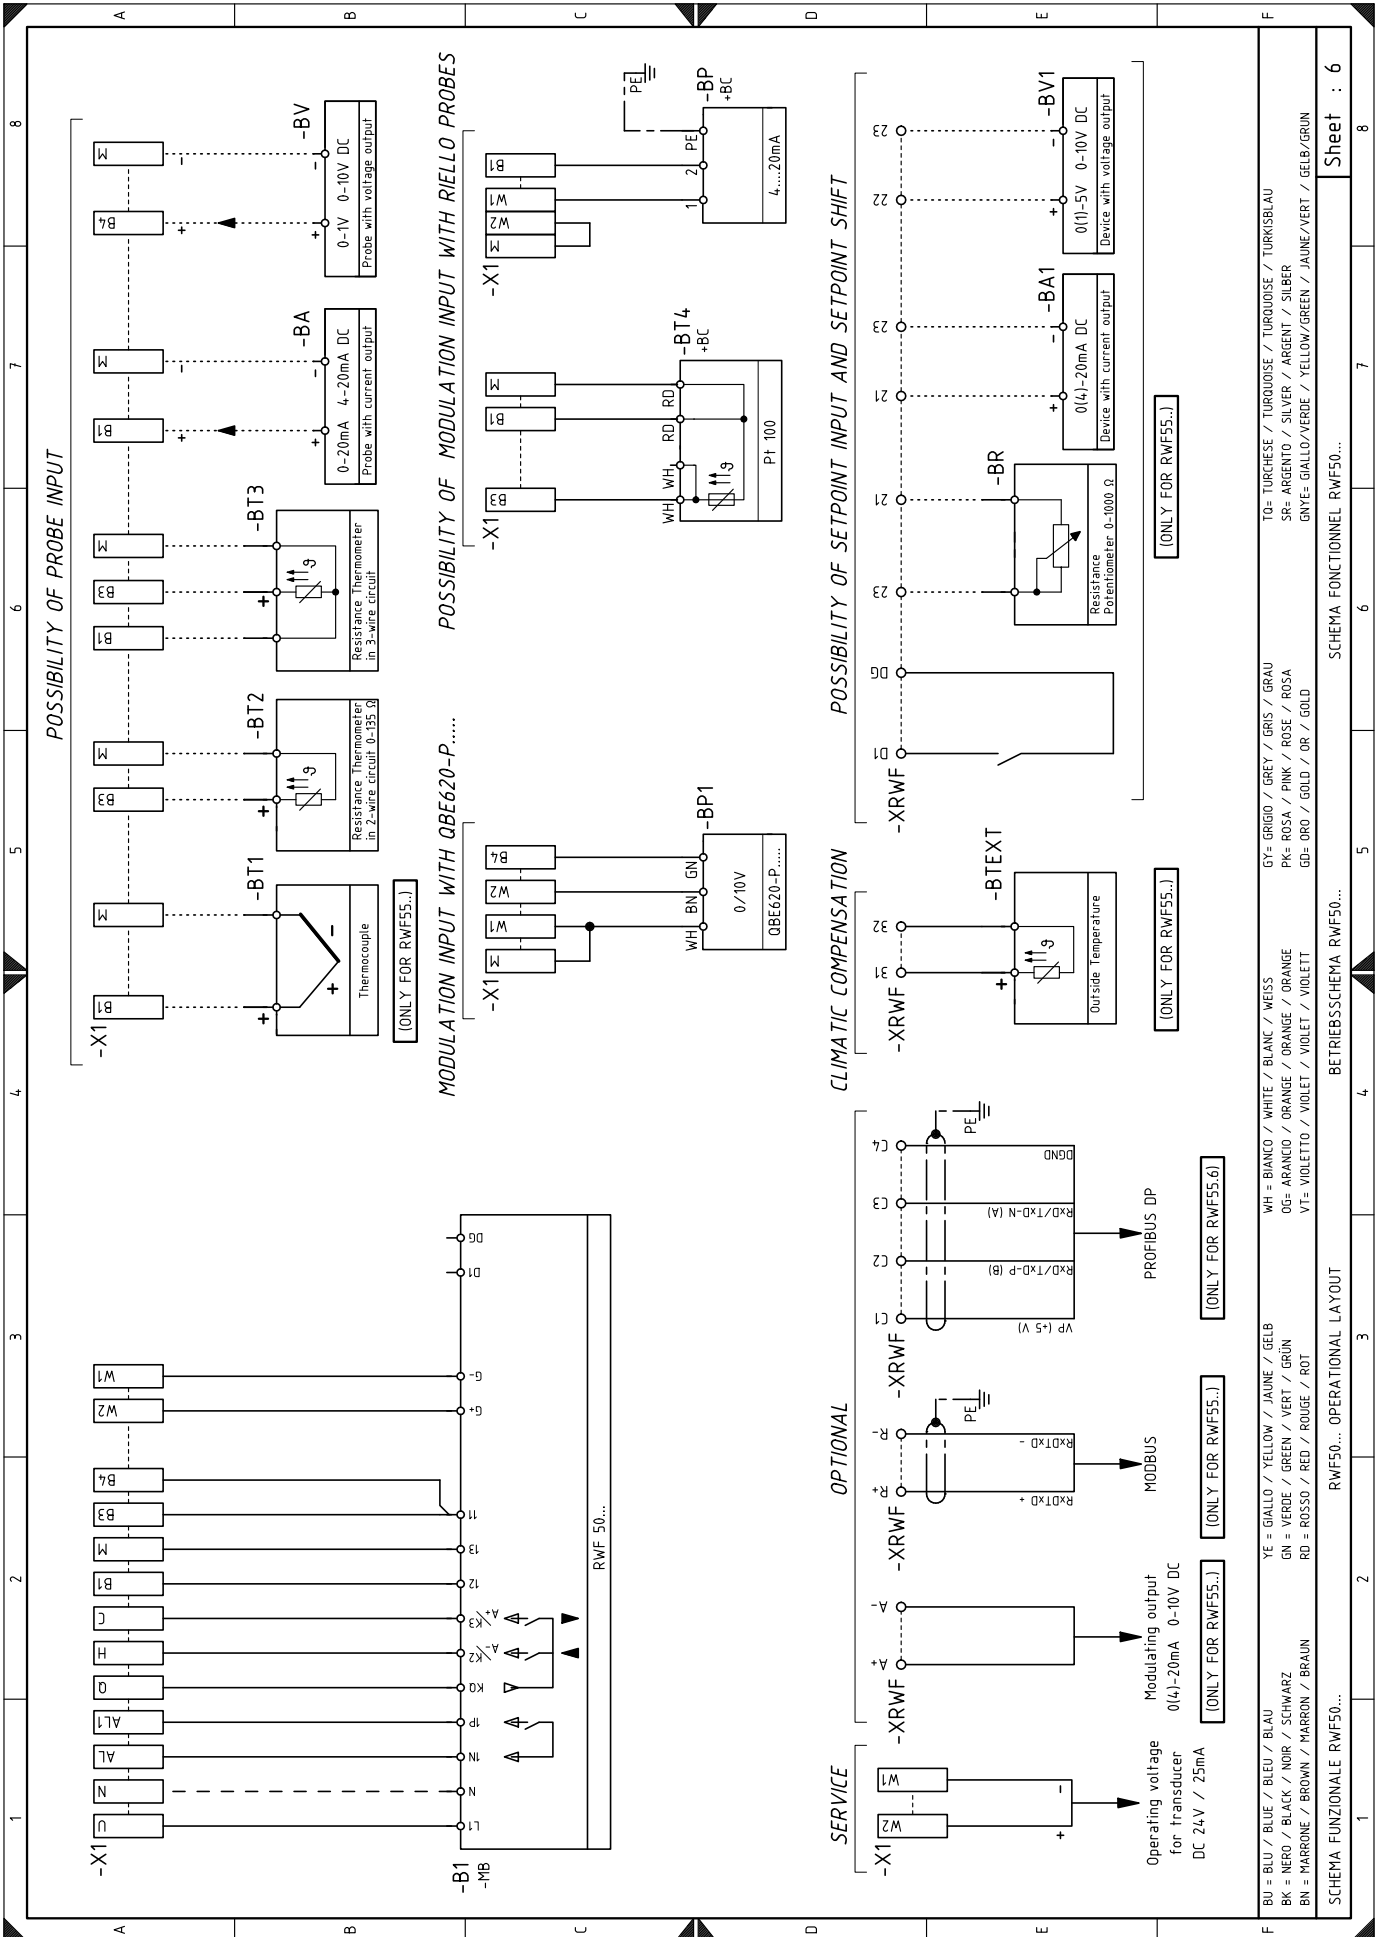 1 2 3 4 5 6 7 8
A
B
C
D
E
F
A
B
C
D
E
F
-X1
U
N
AL
AL1
Q
H
C
B1
M
B3
B4
W2
W1
-B1
-MB
L1
N
1N
1P
KQ
K2/A-
K3/A+
12
13
11
G+
G-
D1
DG
RWF 50...
POSSIBILITY OF PROBE INPUT
-X1
B1
M
B3
M
B1
B3
M
B1
M
B4
M
-BT1
+
+ -
Thermocouple
(ONLY FOR RWF55..)
-BT2
+
ϑ
Resistance Thermometer
in 2-wire circuit 0-135 Ω
-BT3
+
ϑ
Resistance Thermometer
in 3-wire circuit
+ -
-BA
+ -
0-20mA 4-20mA DC
Probe with current output
+ -
-BV
+ -
0-1V 0-10V DC
Probe with voltage output
MODULATION INPUT WITH QBE620-P.....
-X1
M
W1
W2
B4
WH BN GN
-BP1
0/10V
QBE620-P.....
POSSIBILITY OF MODULATION INPUT WITH RIELLO PROBES
-X1
B3
B1
M
WH WH RD RD
-BT4
+BC
ϑ
Pt 100
-X1
M
W2
W1
B1
PE
1 2 PE
-BP
+BC
4....20mA
SERVICE
-X1
W2
W1
+ -
Operating voltage
for transducer
DC 24V / 25mA
OPTIONAL
-XRWF
A+ A-
Modulating output
0(4)-20mA 0-10V DC
(ONLY FOR RWF55..)
-XRWF
R+ R-
PE
RxDTxD +
RxDTxD -
MODBUS
(ONLY FOR RWF55..)
-XRWF
C1 C2 C3 C4
PE
VP (+5 V)
RxD/TxD-P (B)
RxD/TxD-N (A)
DGND
PROFIBUS DP
(ONLY FOR RWF55.6)
CLIMATIC COMPENSATION
-XRWF
31 32
-BTEXT
+
ϑ
Outside Temperature
(ONLY FOR RWF55..)
POSSIBILITY OF SETPOINT INPUT AND SETPOINT SHIFT
-XRWF
D1 DG 23 21 21 23 22 23
-BR
Resistance
Potentiometer 0-1000 Ω
-BA1
+ -
0(4)-20mA DC
Device with current output
-BV1
+ -
0(1)-5V 0-10V DC
Device with voltage output
(ONLY FOR RWF55..)
BU = BLU / BLUE / BLEU / BLAU
BK = NERO / BLACK / NOIR / SCHWARZ
BN = MARRONE / BROWN / MARRON / BRAUN
YE = GIALLO / YELLOW / JAUNE / GELB
GN = VERDE / GREEN / VERT / GRÜN
RD = ROSSO / RED / ROUGE / ROT
WH = BIANCO / WHITE / BLANC / WEISS
OG= ARANCIO / ORANGE / ORANGE / ORANGE
VT= VIOLETTO / VIOLET / VIOLET / VIOLETT
GY= GRIGIO / GREY / GRIS / GRAU
PK= ROSA / PINK / ROSE / ROSA
GD= ORO / GOLD / OR / GOLD
TQ= TURCHESE / TURQUOISE / TURQUOISE / TURKISBLAU
SR= ARGENTO / SILVER / ARGENT / SILBER
GNYE= GIALLO/VERDE / YELLOW/GREEN / JAUNE/VERT / GELB/GRUN
SCHEMA FUNZIONALE RWF50...
RWF50... OPERATIONAL LAYOUT
BETRIEBSSCHEMA RWF50...
SCHEMA FONCTIONNEL RWF50...
Sheet : 6
1 2 3 4 5 6 7 8